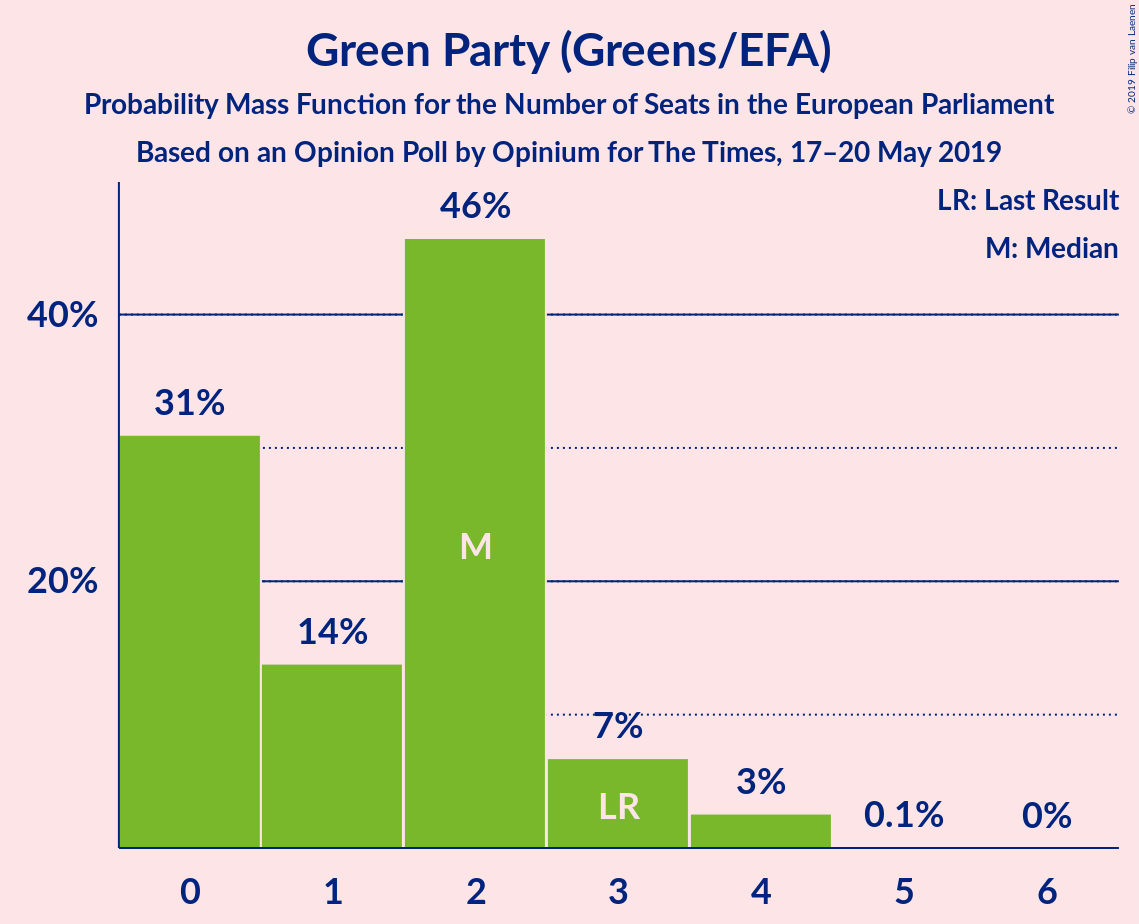 Green Party (Greens/EFA)
Probability Mass Function for the Number of Seats in the European Parliament
Based on an Opinion Poll by Opinium for The Times, 17–20 May 2019
© 2019 Filip van Laenen
LR: Last Result
M: Median
46%
40%
31%
M
20%
14%
7%
LR
3%
0.1%
0%
0 1 2 3 4 5 6